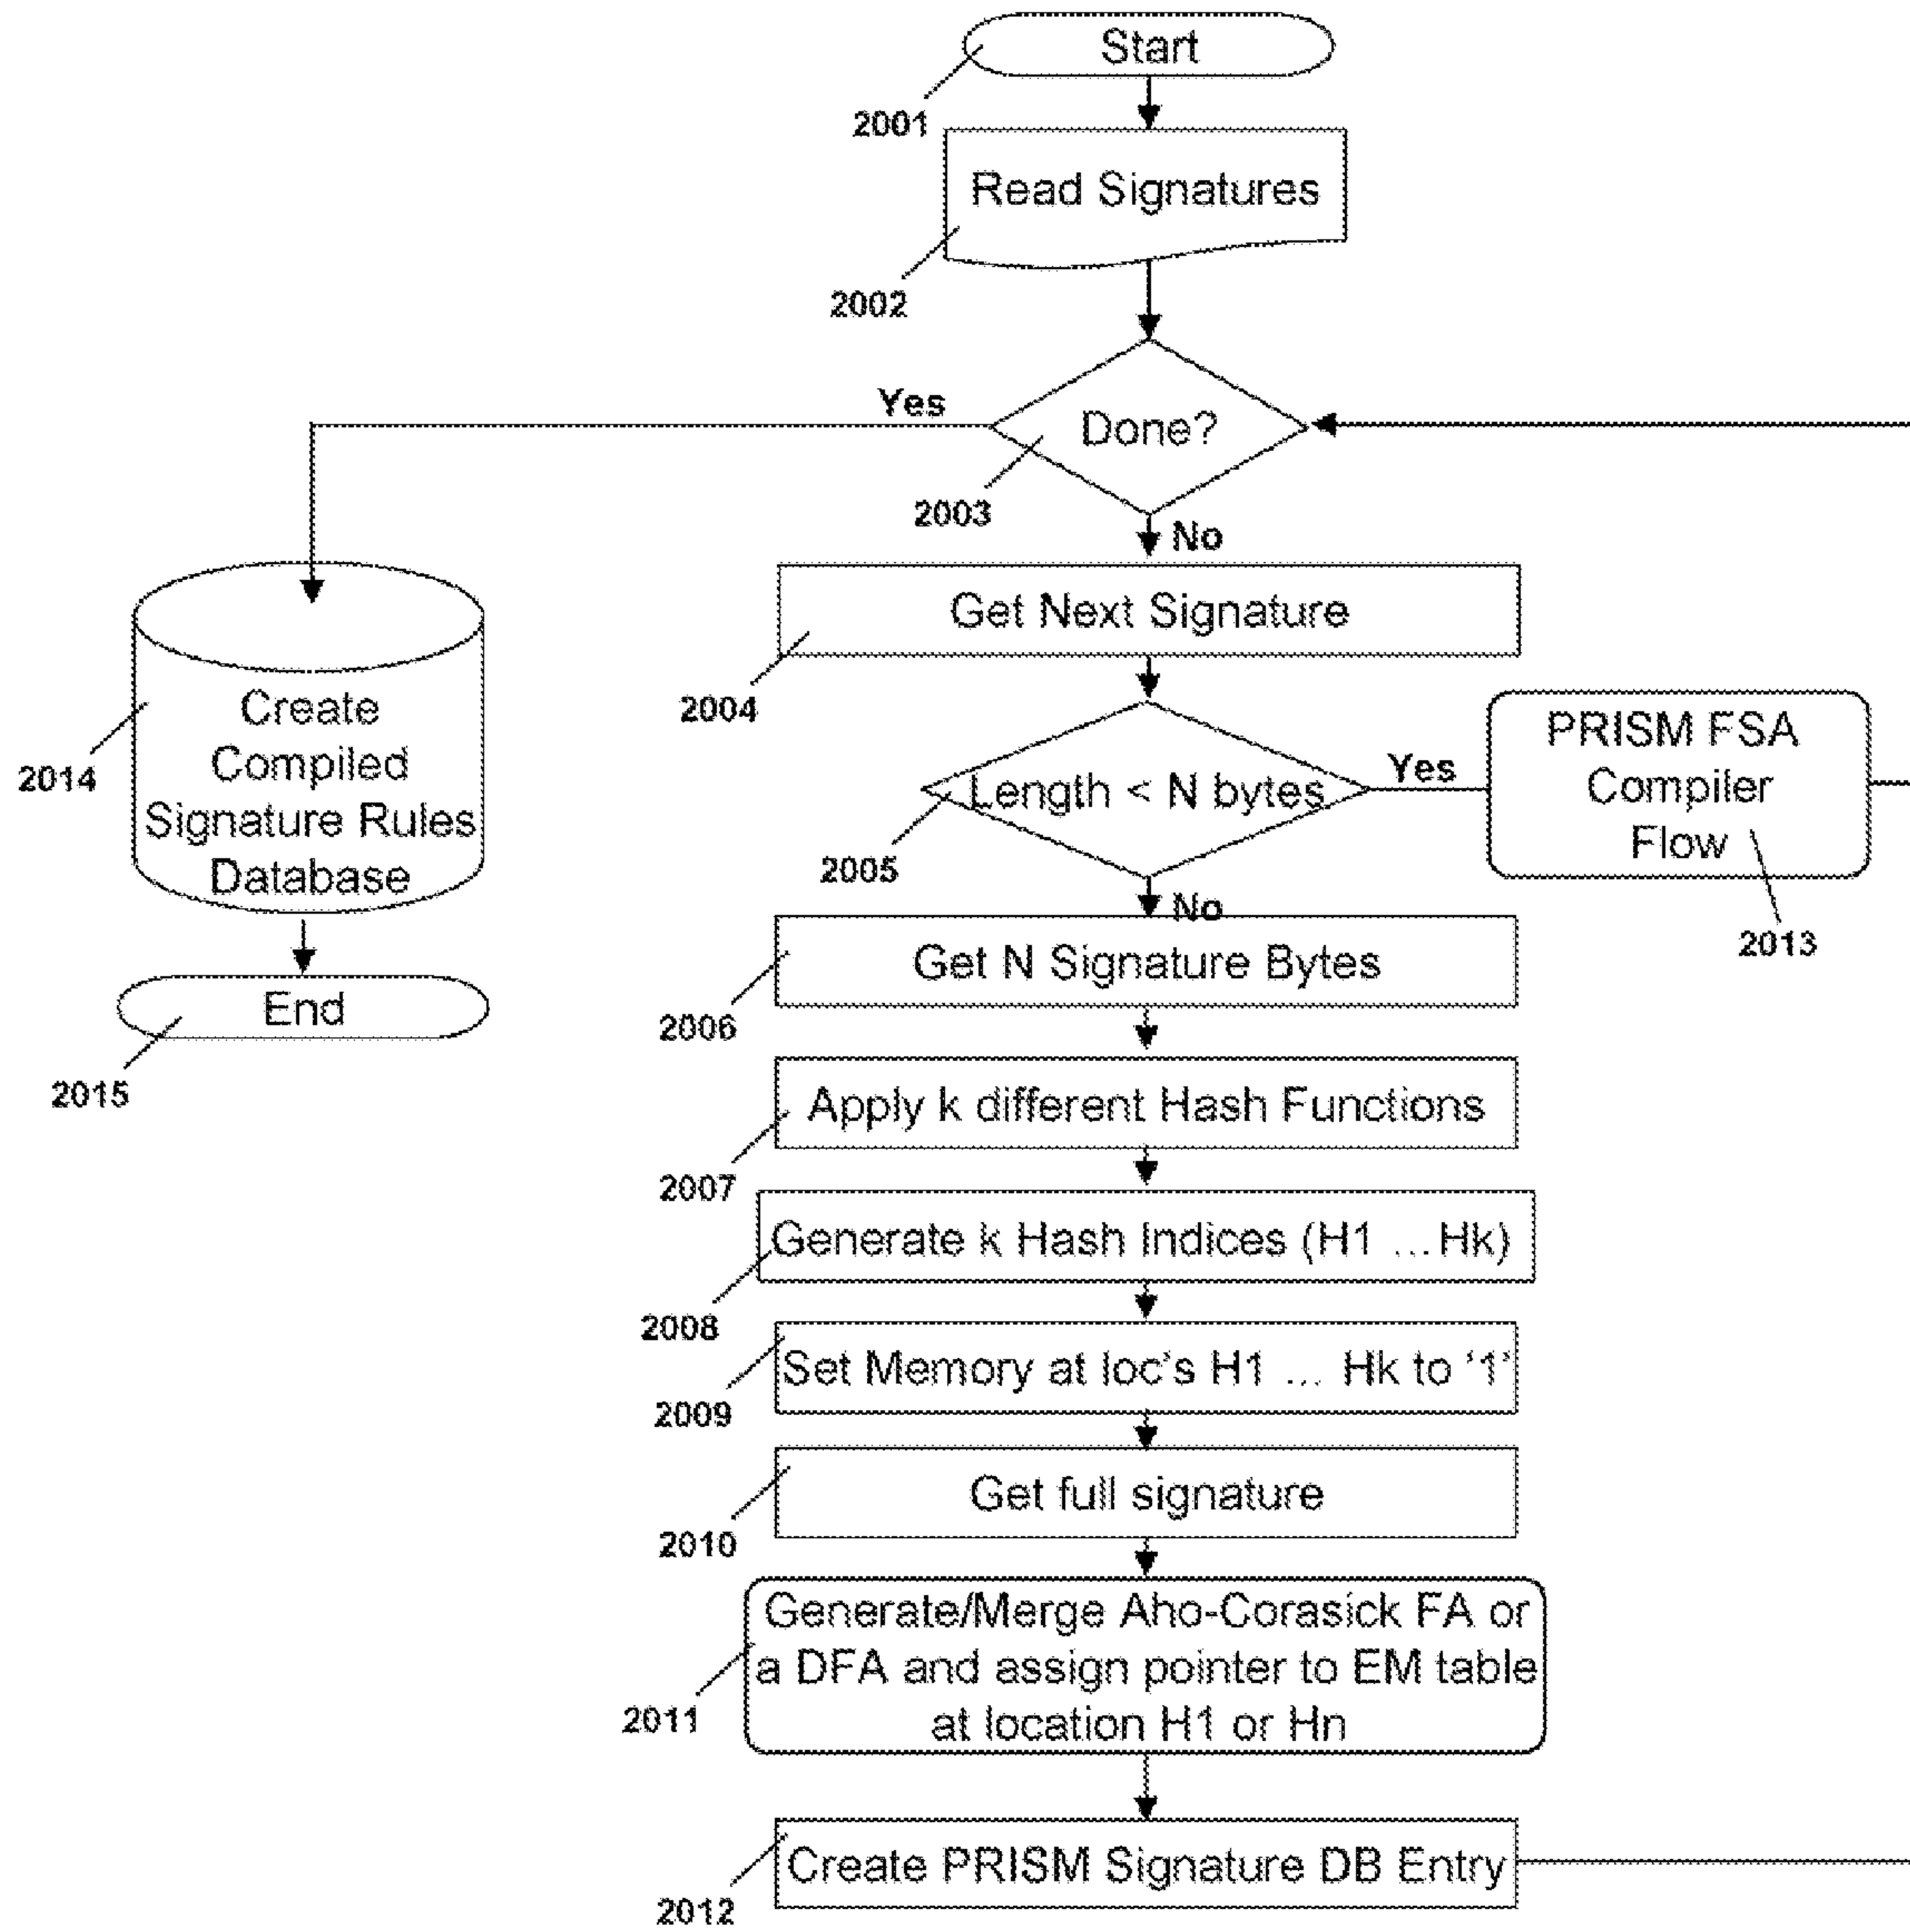 Start
2001
Read Signatures
2002
Yes
Done?
2003
No
Get Next Signature
2004
Create
Compiled
Signature Rules
Database
2014
Length < N bytes
Yes
2005
PRISM FSA
Compiler
Flow
2013
No
Get N Signature Bytes
2006
End
2015
Apply k different Hash Functions
2007
Generate k Hash Indices (H1 ...Hk)
2008
Set Memory at loc's H1 ... Hk to '1'
2009
Get full signature
2010
Generate/Merge Aho-Corasick FA or
a DFA and assign pointer to EM table
at location H1 or Hn
2011
Create PRISM Signature DB Entry
2012